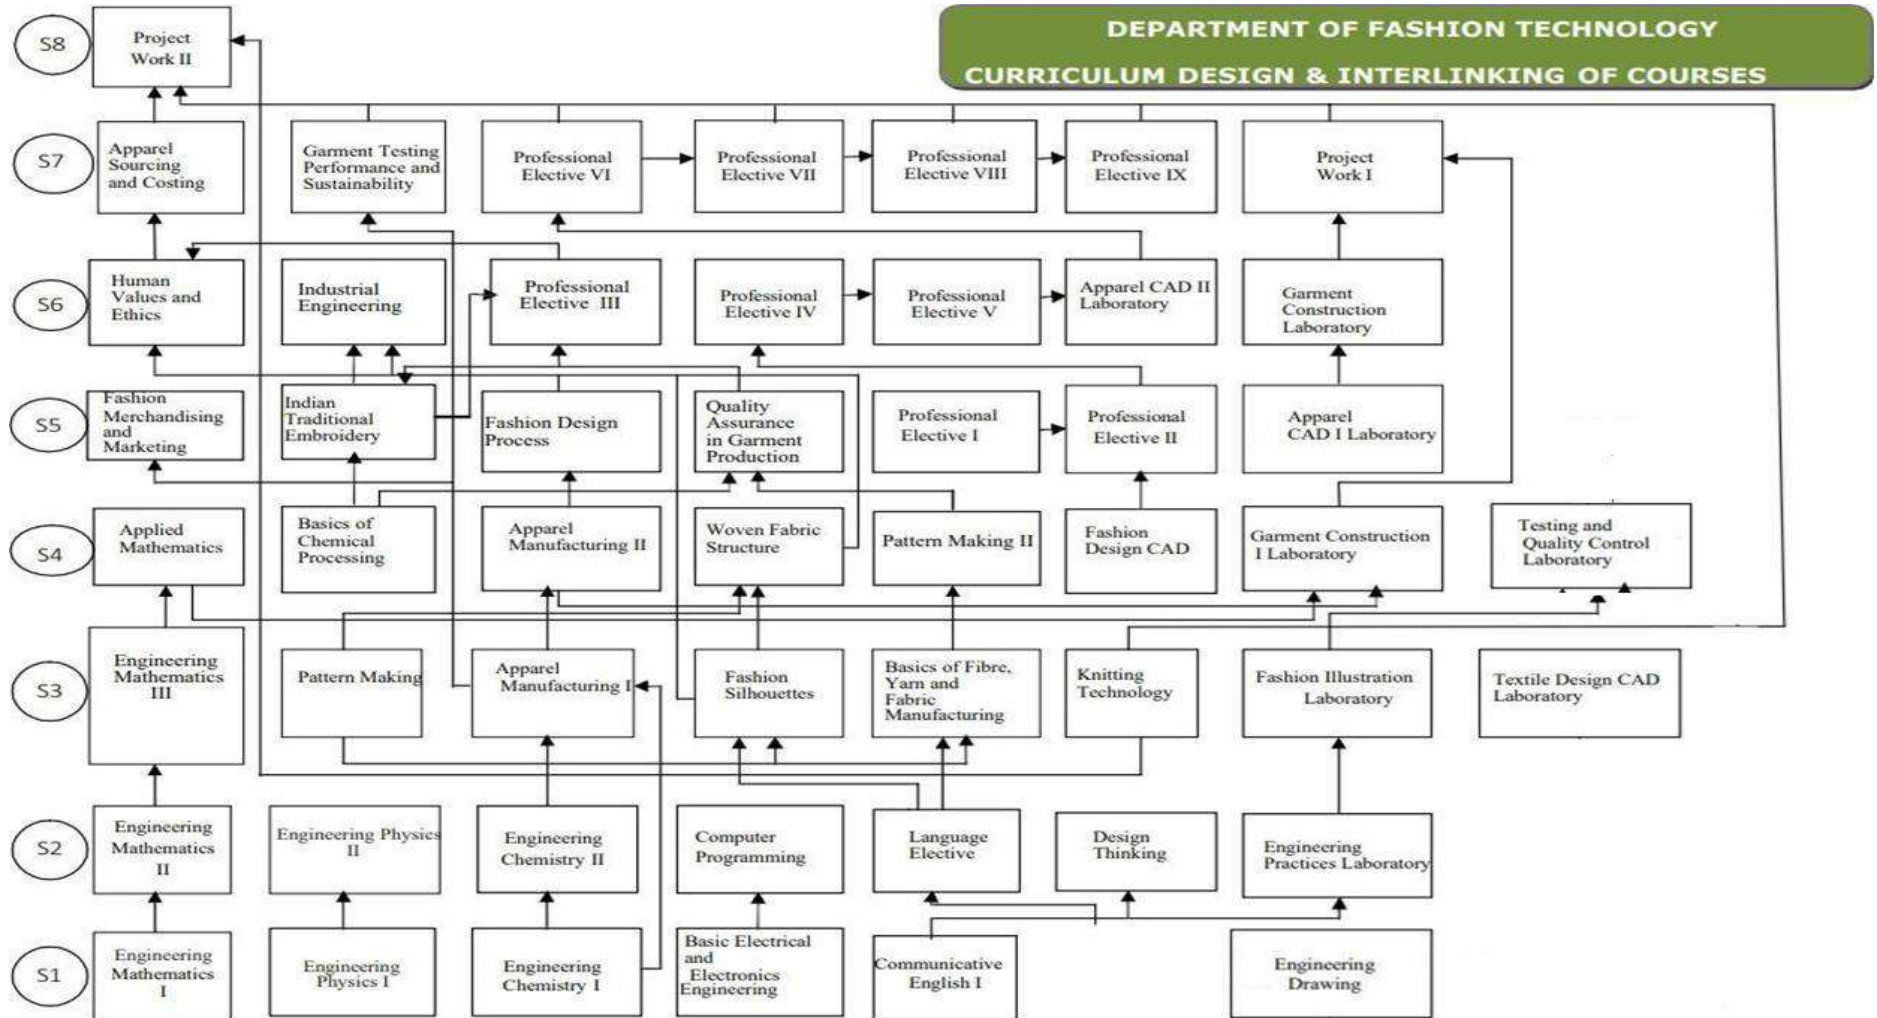 DEPARTMENT OF FASHION TECHNOLOGY
CURRICULUM DESIGN & INTERLINKING OF COURSES
S8
Project
Work II
S7
Apparel
Sourcing
and Costing
Garment Testing
Performance and
Sustainability
Professional
Elective VI
Professional
Elective VII
Professional
Elective VIII
Professional
Elective IX
Project
Work I
S6
Human
Values and
Ethics
Industrial
Engineering
Professional
Elective III
Professional
Elective IV
Professional
Elective V
Apparel CAD II
Laboratory
Garment
Construction
Laboratory
S5
Fashion
Merchandising
and
Marketing
Indian
Traditional
Embroidery
Fashion Design
Process
Quality
Assurance
in Garment
Production
Professional
Elective I
Professional
Elective II
Apparel
CAD I Laboratory
S4
Applied
Mathematics
Basics of
Chemical
Processing
Apparel
Manufacturing II
Woven Fabric
Structure
Pattern Making II
Fashion
Design CAD
Garment Construction
I Laboratory
Testing and
Quality Control
Laboratory
S3
Engineering
Mathematics
III
Pattern Making
Apparel
Manufacturing I
Fashion
Silhouettes
Basics of Fibre,
Yarn and
Fabric
Manufacturing
Knitting
Technology
Fashion Illustration
Laboratory
Textile Design CAD
Laboratory
S2
Engineering
Mathematics
II
Engineering Physics
II
Engineering
Chemistry II
Computer
Programming
Language
Elective
Design
Thinking
Engineering
Practices Laboratory
S1
Engineering
Mathematics
I
Engineering
Physics I
Engineering
Chemistry I
Basic Electrical
and
Electronics
Engineering
Communicative
English I
Engineering
Drawing